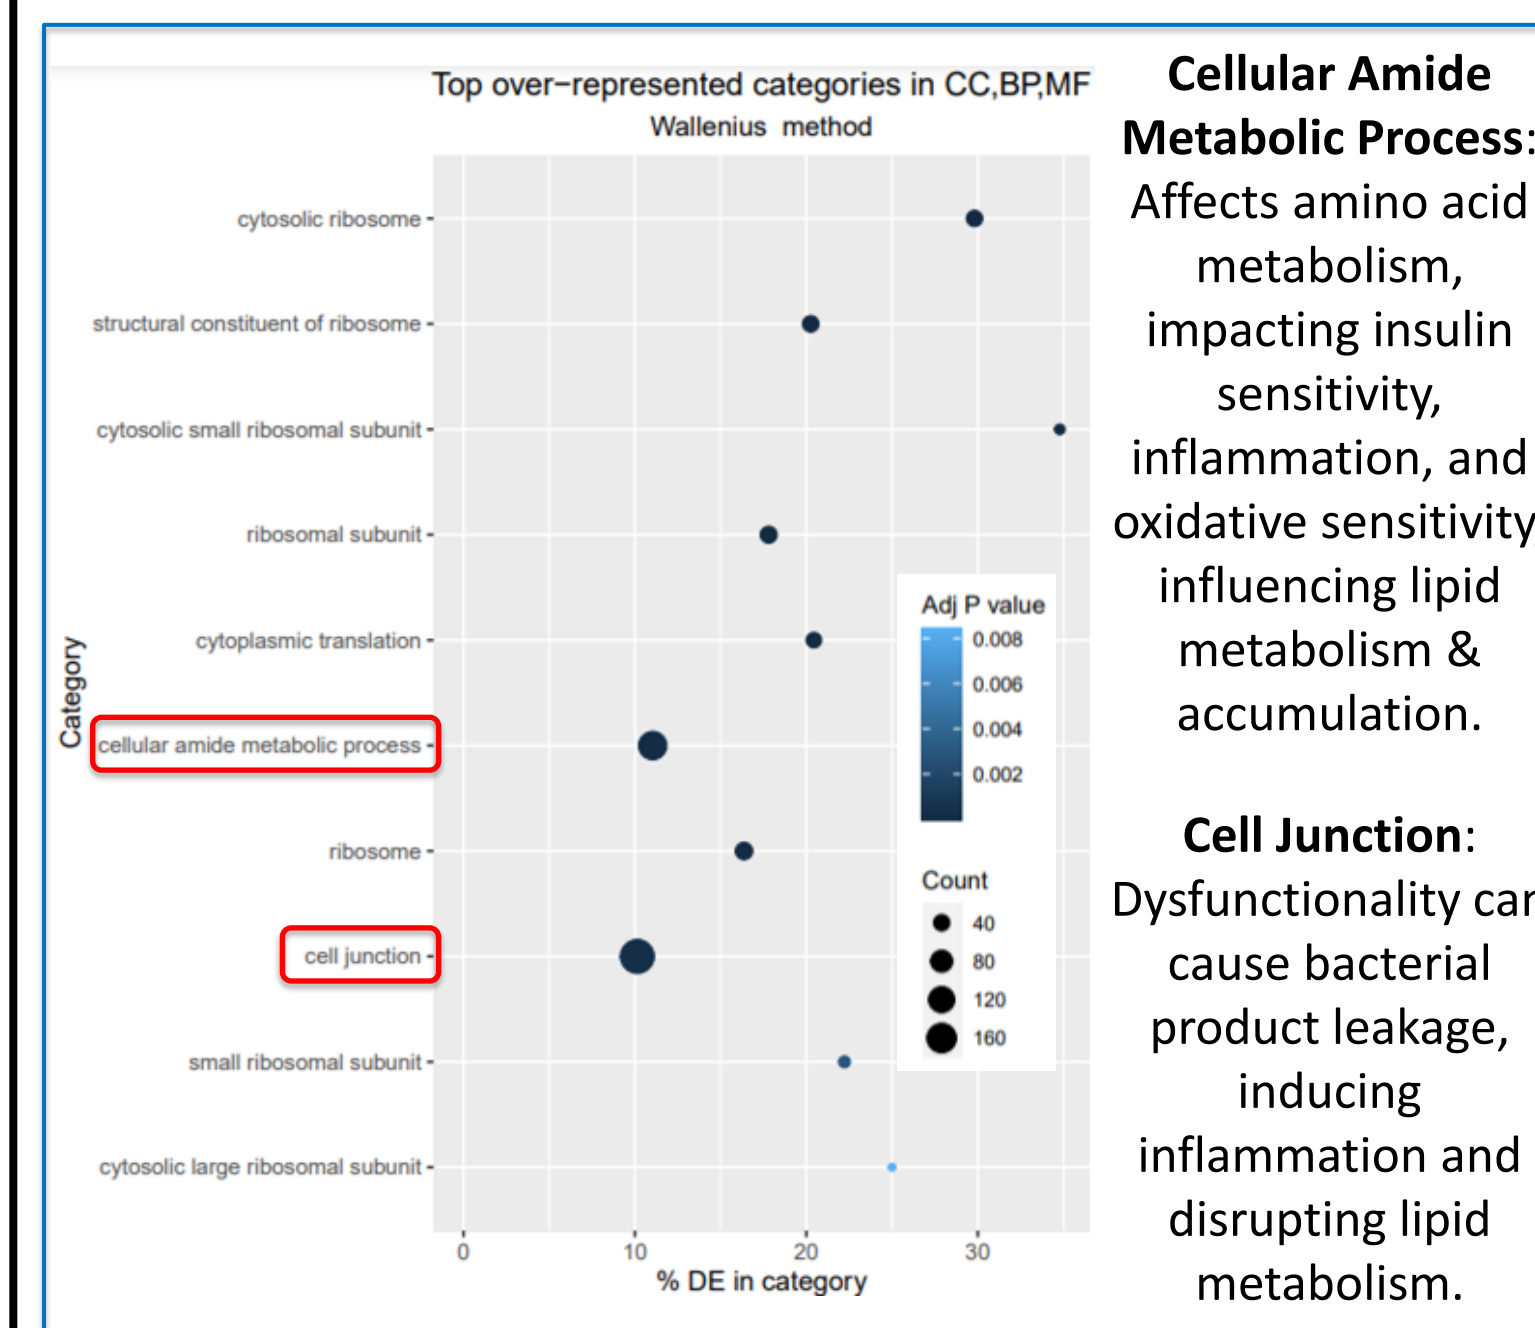 Top over−represented categories in CC,BP,MF
Wallenius method
Category
cytosolic ribosome
structural constituent of ribosome
cytosolic small ribosomal subunit
ribosomal subunit
cytoplasmic translation
cellular amide metabolic process
ribosome
cell junction
small ribosomal subunit
cytosolic large ribosomal subunit
0 10 20 30
% DE in category
Adj P value
0.008
0.006
0.004
0.002
Count
40
80
120
160
Cellular Amide
Metabolic Process:
Affects amino acid
metabolism,
impacting insulin
sensitivity,
inflammation, and
oxidative sensitivity,
influencing lipid
metabolism &
accumulation.
Cell Junction:
Dysfunctionality can
cause bacterial
product leakage,
inducing
inflammation and
disrupting lipid
metabolism.